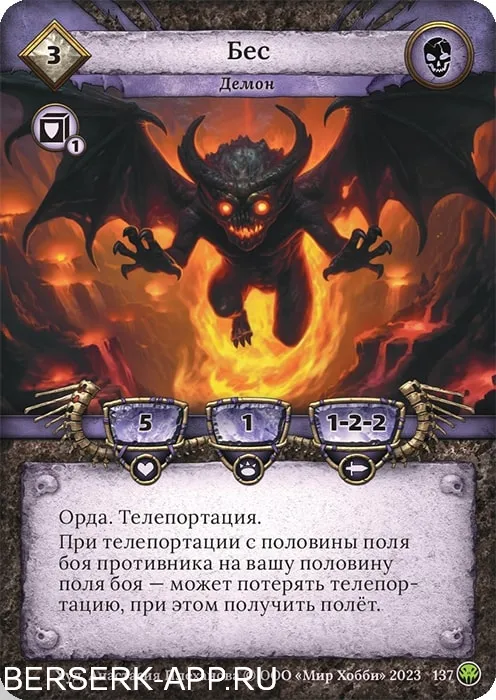 3
Бес
Демон
1
5
1
1-2-2
Орда. Телепортация.
При телепортации с половины поля
боя противника на вашу половину
поля боя — может потерять телепор-
тацию, при этом получить полёт.
Анастасия © ООО «Мир Хобби» 2023 137
BERSERK-APP.RU